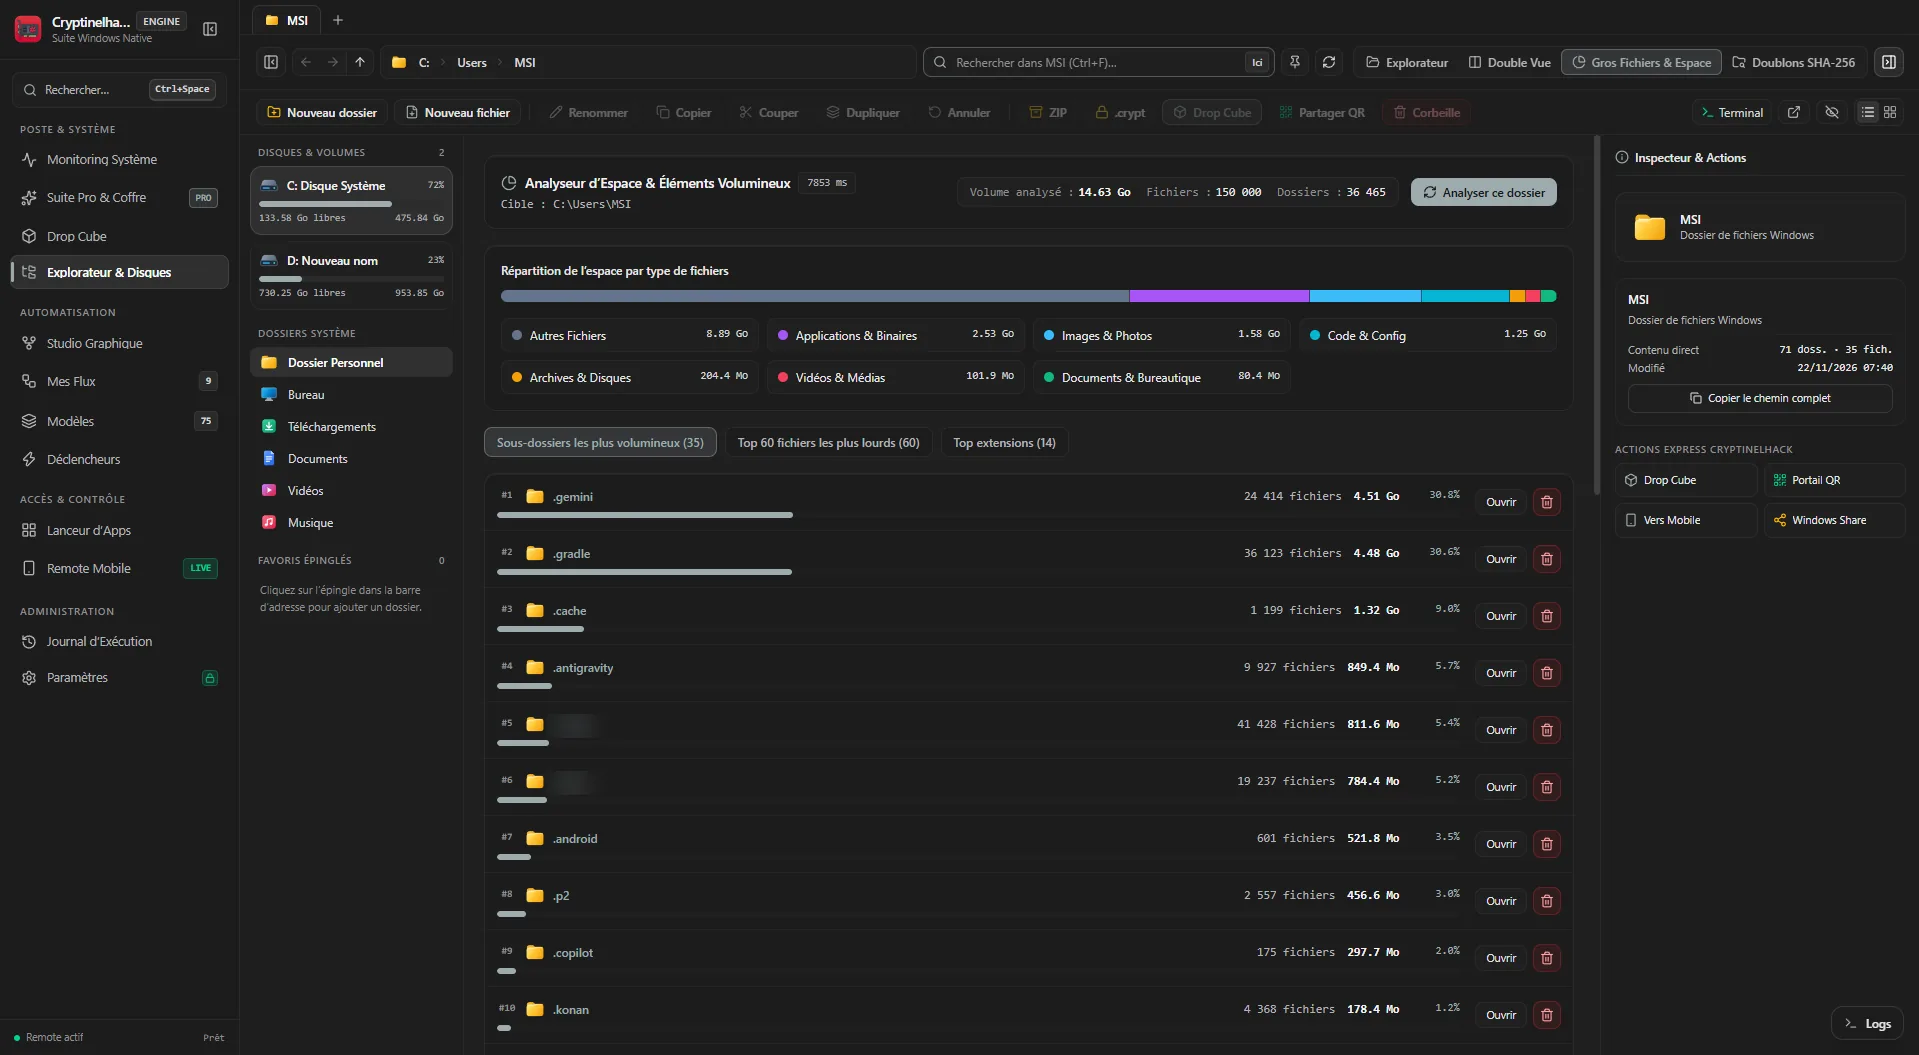 Cryptinelha...
ENGINE
Suite Windows Native
Rechercher...
Ctrl+Space
POSTE & SYSTÈME
Monitoring Système
Suite Pro & Coffre
PRO
Drop Cube
Explorateur & Disques
AUTOMATISATION
Studio Graphique
Mes Flux
9
Modèles
75
Déclencheurs
ACCÈS & CONTRÔLE
Lanceur d'Apps
Remote Mobile
LIVE
ADMINISTRATION
Journal d'Exécution
Paramètres
Remote actif
Prêt
MSI
C:
Users
MSI
Rechercher dans MSI (Ctrl+F)...
Ici
Explorateur
Double Vue
Gros Fichiers & Espace
Doublons SHA-256
Nouveau dossier
Nouveau fichier
Renommer
Copier
Couper
Dupliquer
Annuler
ZIP
.crypt
Drop Cube
Partager QR
Corbeille
Terminal
DISQUES & VOLUMES
2
C: Disque Système
72%
133.58 Go libres
475.84 Go
D: Nouveau nom
23%
730.25 Go libres
953.85 Go
DOSSIERS SYSTÈME
Dossier Personnel
Bureau
Téléchargements
Documents
Vidéos
Musique
FAVORIS ÉPINGLÉS
0
Cliquez sur l'épingle dans la barre
d'adresse pour ajouter un dossier.
Analyseur d'Espace & Éléments Volumineux
7853 ms
Cible : C:\Users\MSI
Volume analysé : 14.63 Go
Fichiers : 150 000
Dossiers : 36 465
Analyser ce dossier
Répartition de l'espace par type de fichiers
Autres Fichiers
8.89 Go
Applications & Binaires
2.53 Go
Images & Photos
1.58 Go
Code & Config
1.25 Go
Archives & Disques
204.4 Mo
Vidéos & Médias
101.9 Mo
Documents & Bureautique
80.4 Mo
Sous-dossiers les plus volumineux (35)
Top 60 fichiers les plus lourds (60)
Top extensions (14)
#1 .gemini 24 414 fichiers 4.51 Go 30.8% Ouvrir
#2 .gradle 36 123 fichiers 4.48 Go 30.6% Ouvrir
#3 .cache 1 199 fichiers 1.32 Go 9.0% Ouvrir
#4 .antigravity 9 927 fichiers 849.4 Mo 5.7% Ouvrir
#5 41 428 fichiers 811.6 Mo 5.4% Ouvrir
#6 19 237 fichiers 784.4 Mo 5.2% Ouvrir
#7 .android 601 fichiers 521.8 Mo 3.5% Ouvrir
#8 .p2 2 557 fichiers 456.6 Mo 3.0% Ouvrir
#9 .copilot 175 fichiers 297.7 Mo 2.0% Ouvrir
#10 .konan 4 368 fichiers 178.4 Mo 1.2% Ouvrir
Inspecteur & Actions
MSI
Dossier de fichiers Windows
MSI
Dossier de fichiers Windows
Contenu direct
71 doss. · 35 fich.
Modifié
22/11/2026 07:40
Copier le chemin complet
ACTIONS EXPRESS CRYPTINELHACK
Drop Cube
Portail QR
Vers Mobile
Windows Share
Logs